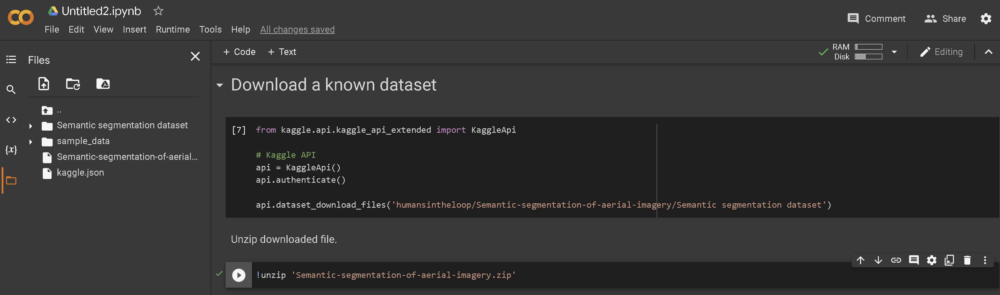 Untitled2.ipynb
File Edit View Insert Runtime Tools Help All changes saved
Comment Share
Files
+ Code + Text
RAM
Disk
Editing
..
Semantic segmentation dataset
sample_data
Semantic-segmentation-of-aerial...
kaggle.json
{x}
Download a known dataset
[7] from kaggle.api.kaggle_api_extended import KaggleApi
# Kaggle API
api = KaggleApi()
api.authenticate()
api.dataset_download_files('humansintheloop/Semantic-segmentation-of-aerial-imagery/Semantic segmentation dataset')
Unzip downloaded file.
!unzip 'Semantic-segmentation-of-aerial-imagery.zip'